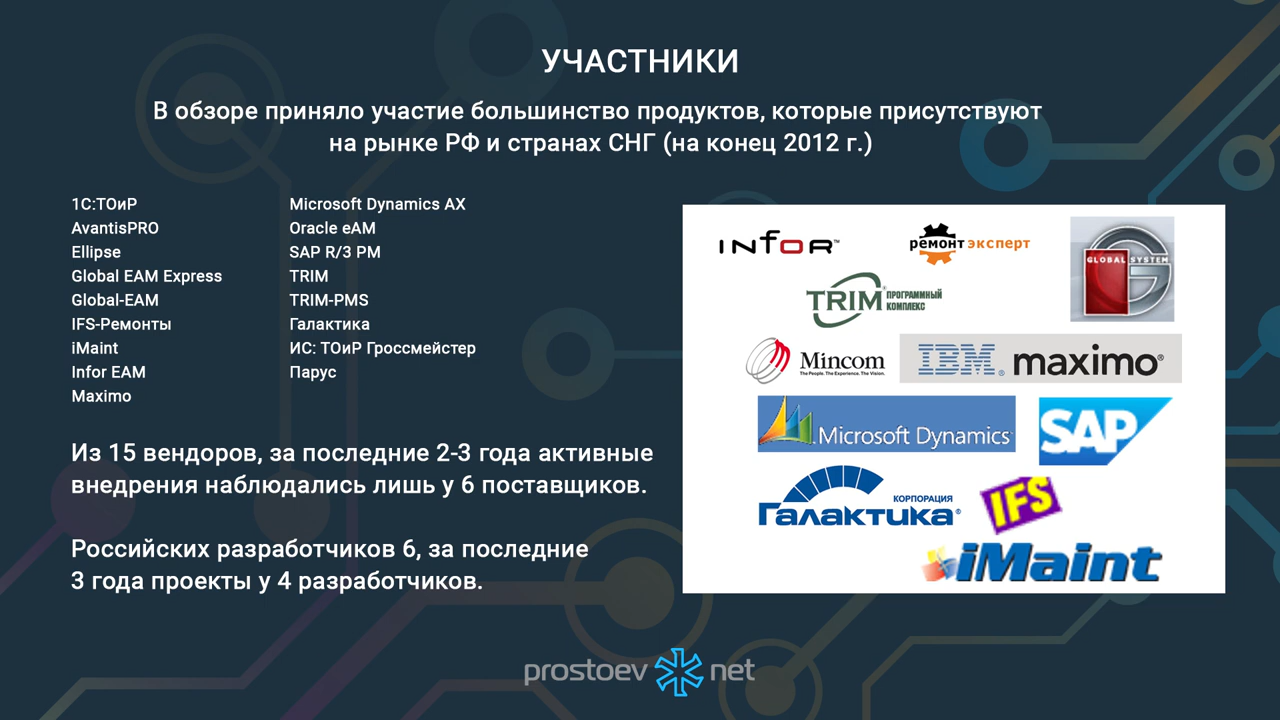 УЧАСТНИКИ
В обзоре приняло участие большинство продуктов, которые присутствуют
на рынке РФ и странах СНГ (на конец 2012 г.)
1С:ТОиР
AvantisPRO
Ellipse
Global EAM Express
Global-EAM
IFS-Ремонты
iMaint
Infor EAM
Maximo
Microsoft Dynamics AX
Oracle eAM
SAP R/3 PM
TRIM
TRIM-PMS
Галактика
ИС: ТОиР Гроссмейстер
Парус
Из 15 вендоров, за последние 2-3 года активные
внедрения наблюдались лишь у 6 поставщиков.
Российских разработчиков 6, за последние
3 года проекты у 4 разработчиков.
INFOR™
ремонт эксперт
GLOBAL SYSTEM
TRIM® ПРОГРАММНЫЙ
КОМПЛЕКС
Mincom
The People. The Experience. The Vision.
IBM® maximo®
Microsoft Dynamics
SAP
КОРПОРАЦИЯ
Галактика®
IFS
iMaint
prostoev net